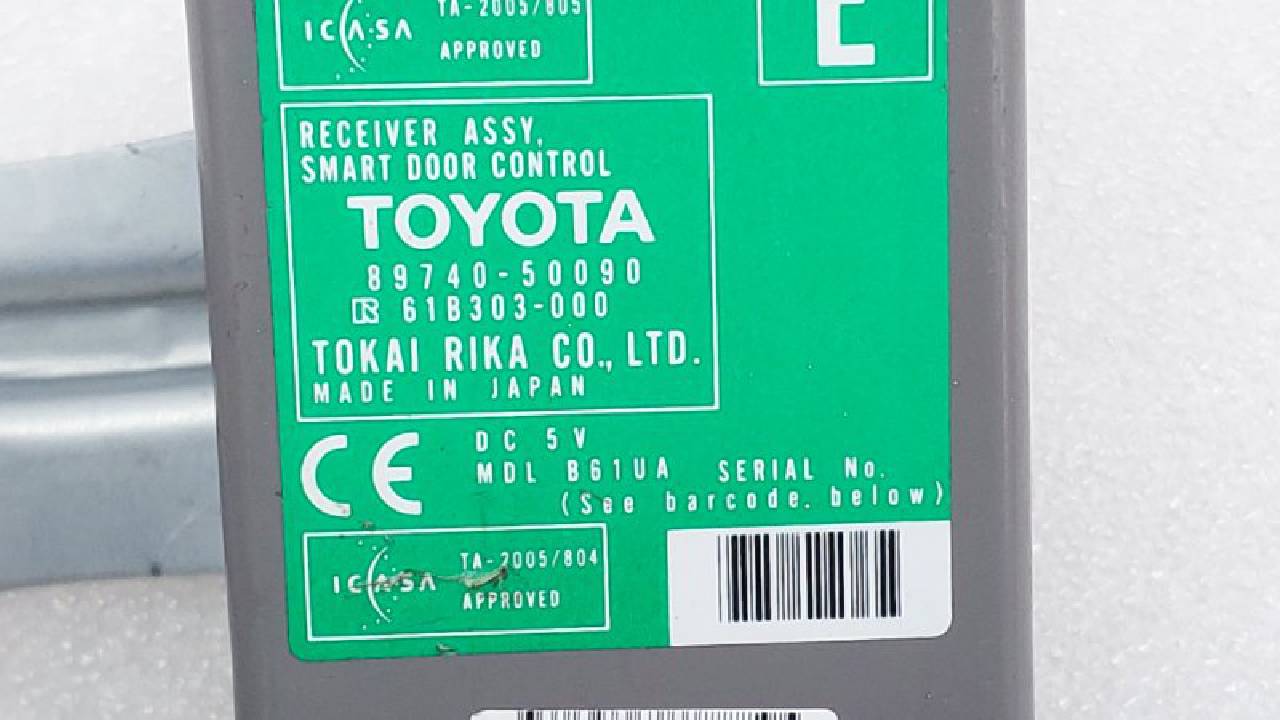 ICASA
TA-2005/805
APPROVED
E
RECEIVER ASSY,
SMART DOOR CONTROL
TOYOTA
89740-50090
61B303-000
TOKAI RIKA CO., LTD.
MADE IN JAPAN
CE
DC 5V
MDL B61UA SERIAL No.
(See barcode. below)
ICASA
TA-2005/804
APPROVED